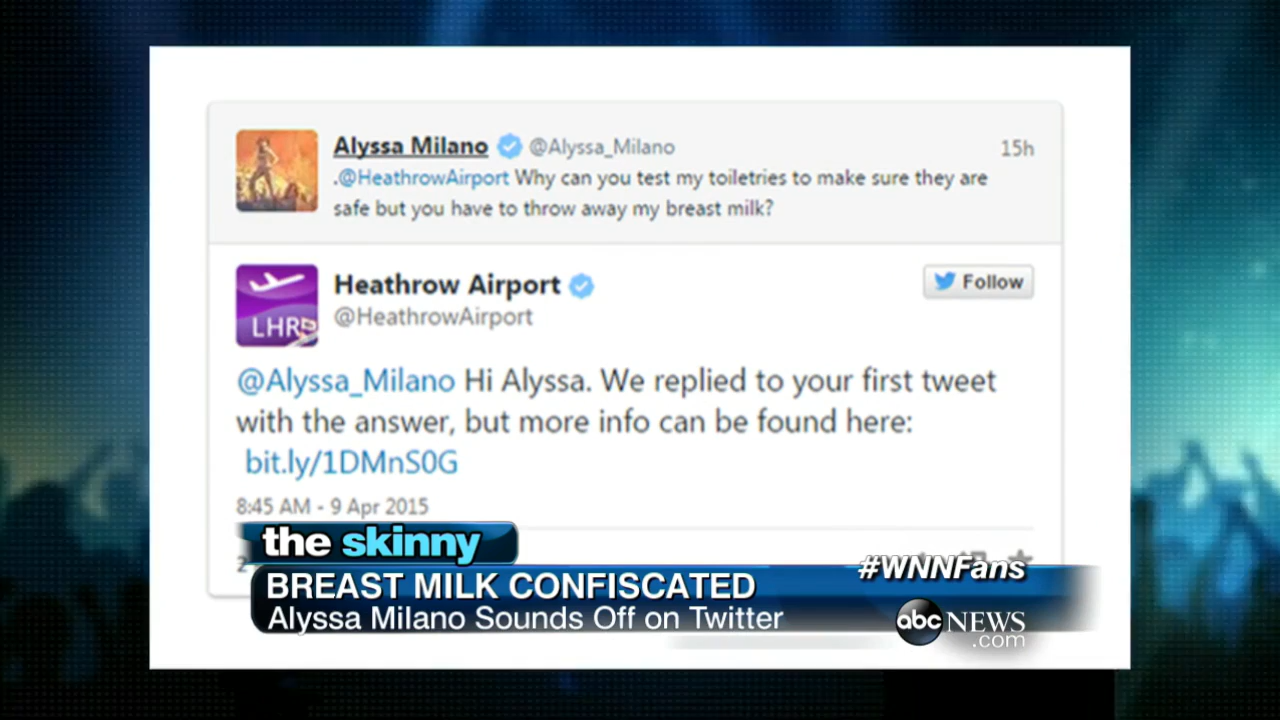 Alyssa Milano @Alyssa_Milano 15h
.@HeathrowAirport Why can you test my toiletries to make sure they are
safe but you have to throw away my breast milk?
LHR
Heathrow Airport
@HeathrowAirport
Follow
@Alyssa_Milano Hi Alyssa. We replied to your first tweet
with the answer, but more info can be found here:
bit.ly/1DMnS0G
8:45 AM - 9 Apr 2015
the skinny
#WNNFans
BREAST MILK CONFISCATED
Alyssa Milano Sounds Off on Twitter
abc NEWS
.com